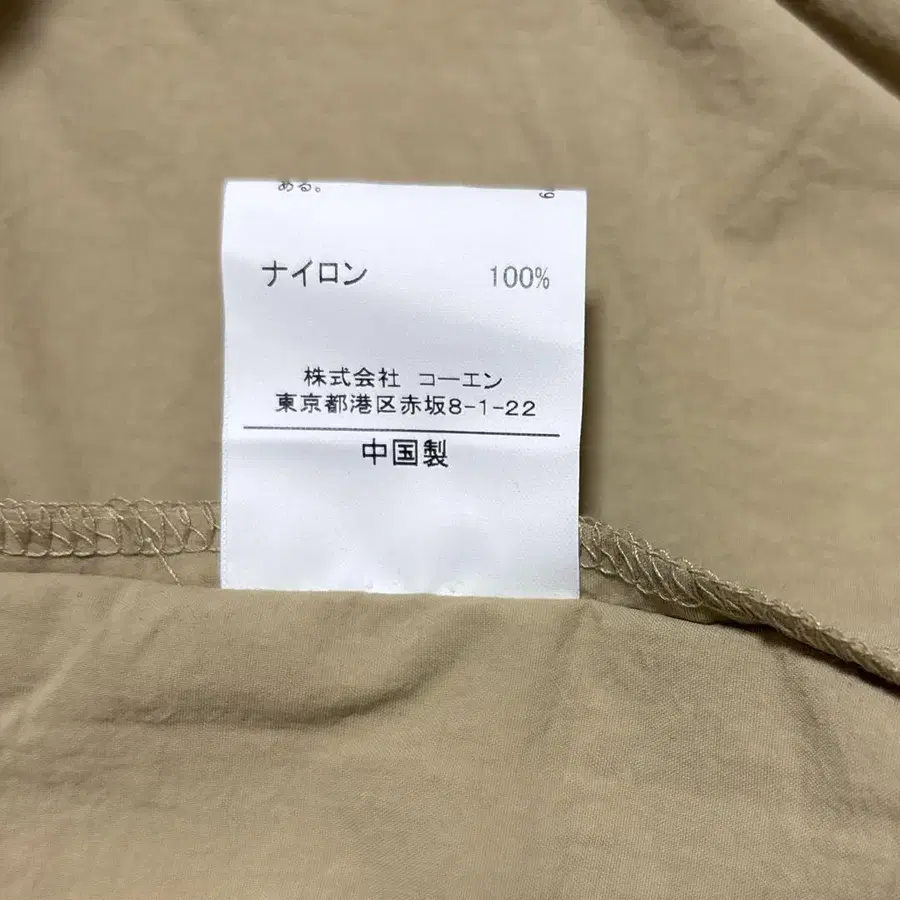 ある。
ナイロン 100%
株式会社 コーエン
東京都港区赤坂8-1-22
中国製